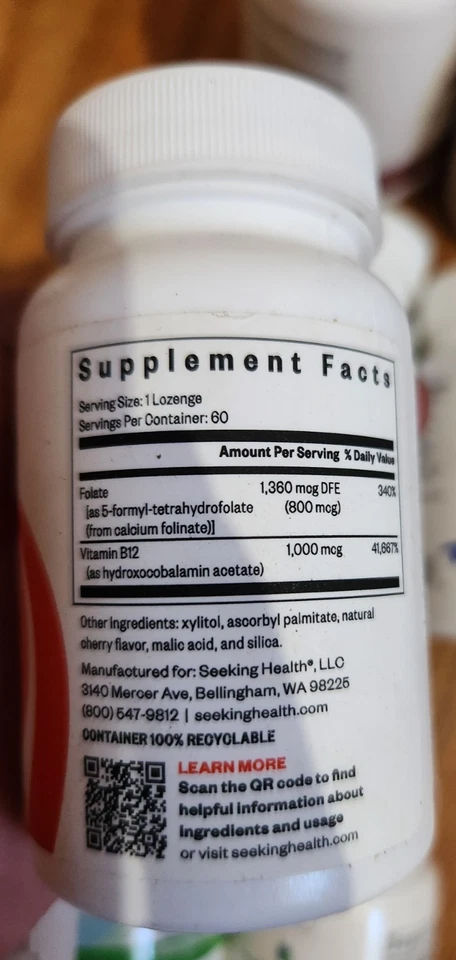 Supplement Facts
Serving Size: 1 Lozenge
Servings Per Container: 60
Amount Per Serving % Daily Value
Folate 1,360 mcg DFE 340%
[as 5-formyl-tetrahydrofolate (800 mcg)
(from calcium folinate)]
Vitamin B12 1,000 mcg 41,667%
(as hydroxocobalamin acetate)
Other Ingredients: xylitol, ascorbyl palmitate, natural
cherry flavor, malic acid, and silica.
Manufactured for: Seeking Health®, LLC
3140 Mercer Ave, Bellingham, WA 98225
(800) 547-9812 | seekinghealth.com
CONTAINER 100% RECYCLABLE
LEARN MORE
Scan the QR code to find
helpful information about
ingredients and usage
or visit seekinghealth.com